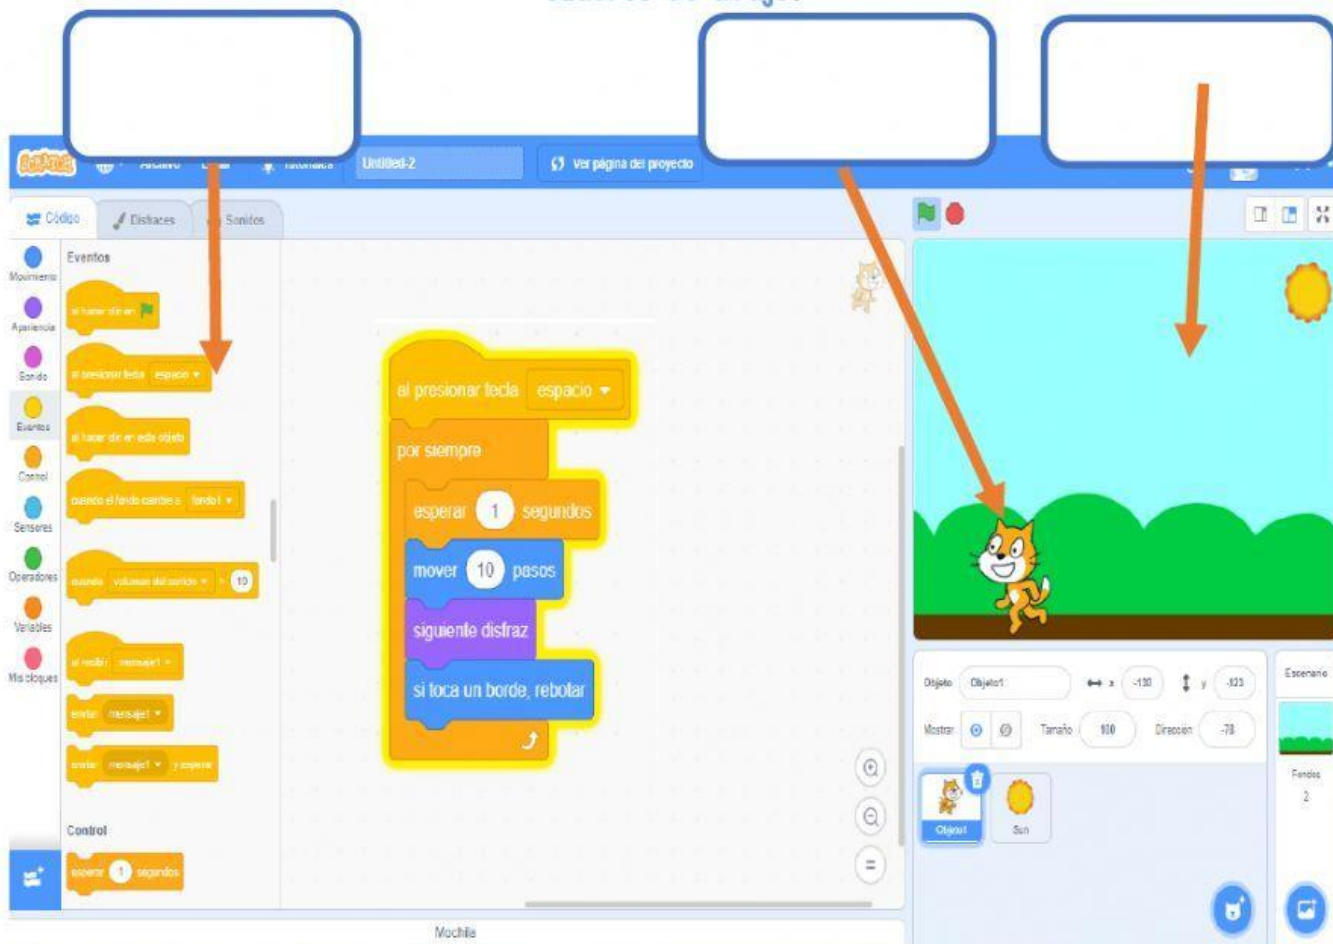 Archivo
Tutoriales
Untitled-2
Ver página del proyecto
Código
Disfraces
Sonidos
Movimiento
Apariencia
Sonido
Eventos
Control
Sensores
Operadores
Variables
Mis bloques
Eventos
al hacer clic en
al presionar tecla espacio
al hacer clic en este objeto
cuando el fondo cambie a fondo1
cuando volumen del sonido > 10
al recibir mensaje1
enviar mensaje1
enviar mensaje1 y esperar
Control
esperar 1 segundos
al presionar tecla espacio
por siempre
esperar 1 segundos
mover 10 pasos
siguiente disfraz
si toca un borde, rebotar
Mochila
Objeto Objeto1 x -130 y -123
Mostrar Tamaño 100 Dirección -78
Objeto1
Sun
Escenario
Fondos
2